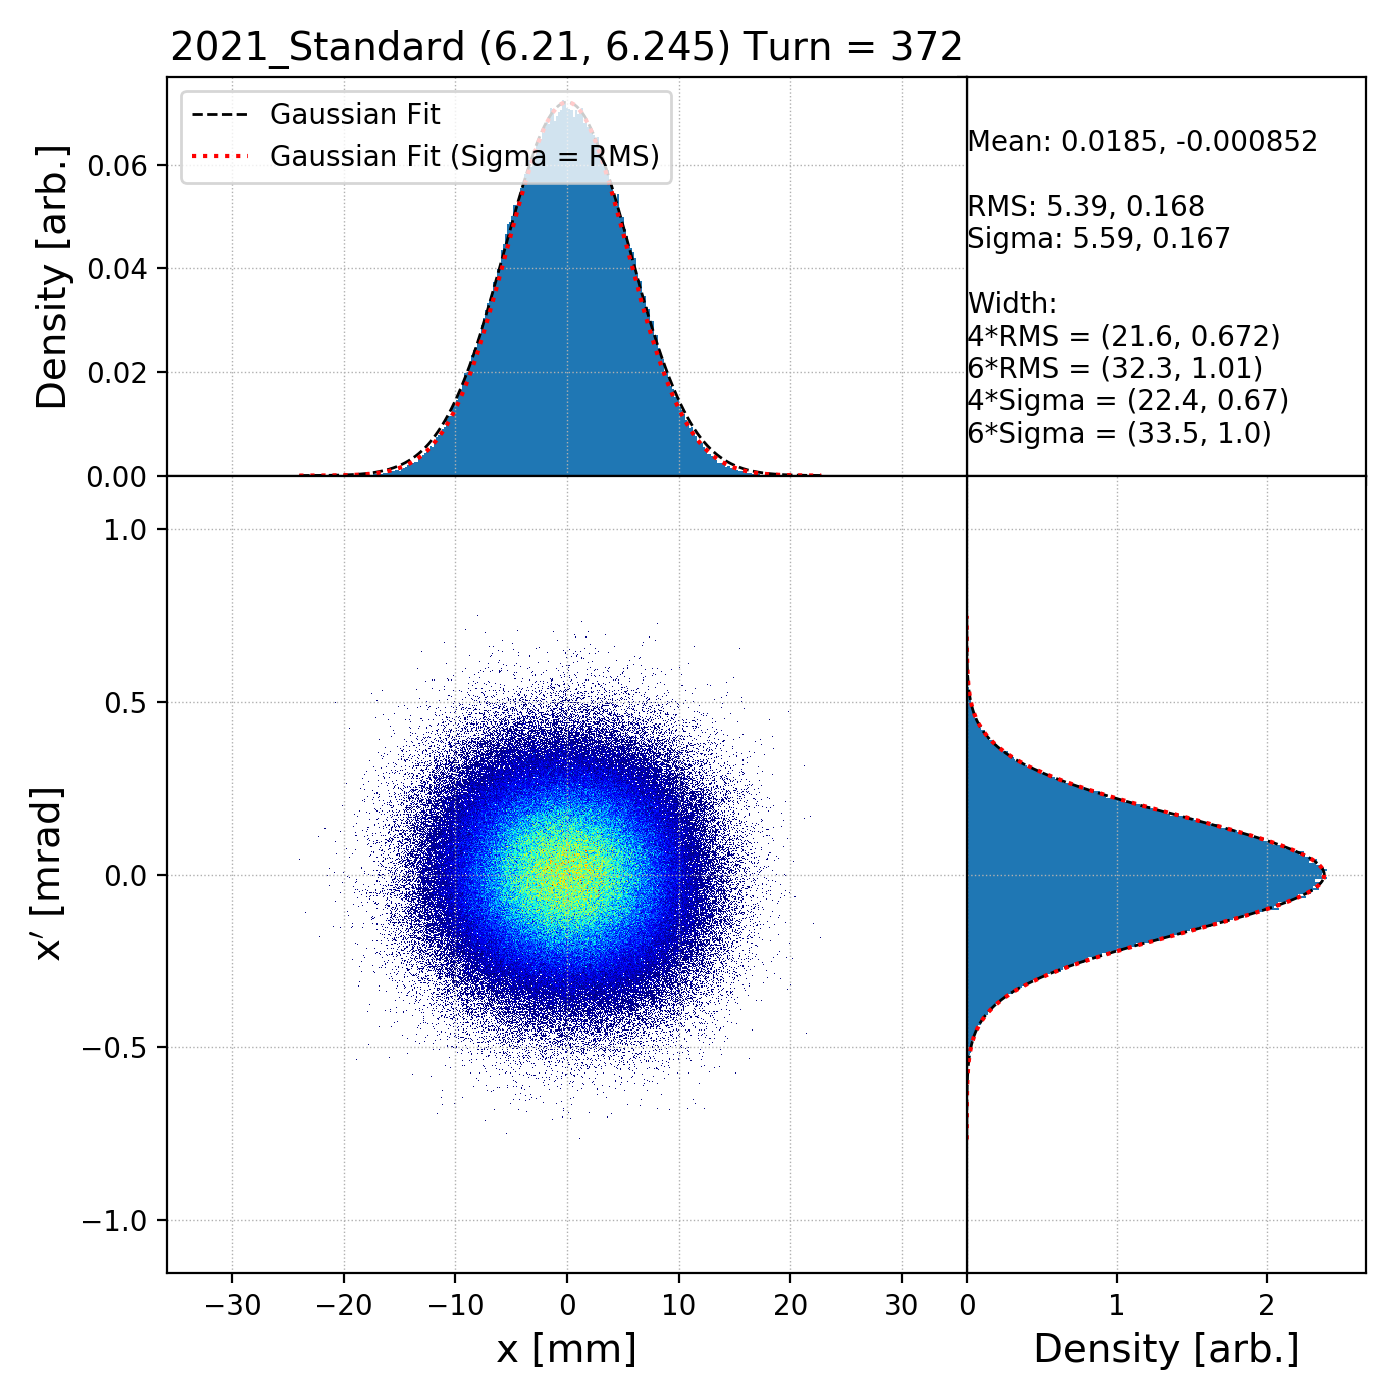 2021_Standard (6.21, 6.245) Turn = 372
Gaussian Fit
Gaussian Fit (Sigma = RMS)
Density [arb.]
0.06
0.04
0.02
0.00
Mean: 0.0185, -0.000852
RMS: 5.39, 0.168
Sigma: 5.59, 0.167
Width:
4*RMS = (21.6, 0.672)
6*RMS = (32.3, 1.01)
4*Sigma = (22.4, 0.67)
6*Sigma = (33.5, 1.0)
x′ [mrad]
1.0
0.5
0.0
−0.5
−1.0
−30 −20 −10 0 10 20 30
x [mm]
0 1 2
Density [arb.]